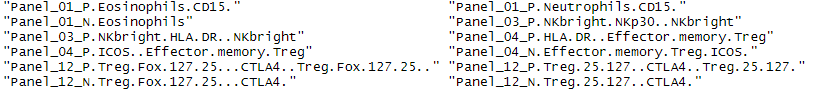 "Panel_01_P.Eosinophils.CD15." "Panel_01_P.Neutrophils.CD15."
"Panel_01_N.Eosinophils" "Panel_03_P.NKbright.NKp30..NKbright"
"Panel_03_P.NKbright.HLA.DR..NKbright" "Panel_04_P.HLA.DR..Effector.memory.Treg"
"Panel_04_P.ICOS..Effector.memory.Treg" "Panel_04_N.Effector.memory.Treg.ICOS."
"Panel_12_P.Treg.Fox.127.25...CTLA4..Treg.Fox.127.25.." "Panel_12_P.Treg.25.127..CTLA4..Treg.25.127."
"Panel_12_N.Treg.Fox.127.25...CTLA4." "Panel_12_N.Treg.25.127..CTLA4."